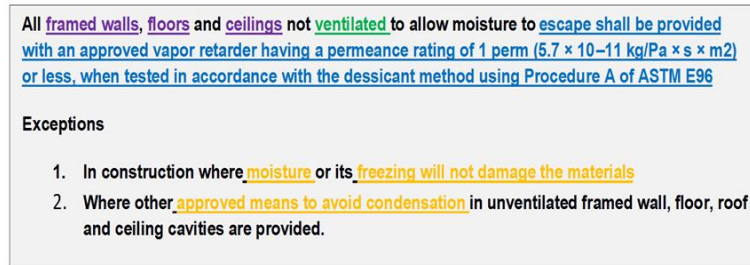 All framed walls, floors and ceilings not ventilated to allow moisture to escape shall be provided
with an approved vapor retarder having a permeance rating of 1 perm (5.7 × 10–11 kg/Pa × s × m2)
or less, when tested in accordance with the dessicant method using Procedure A of ASTM E96
Exceptions
1. In construction where moisture or its freezing will not damage the materials
2. Where other approved means to avoid condensation in unventilated framed wall, floor, roof
and ceiling cavities are provided.